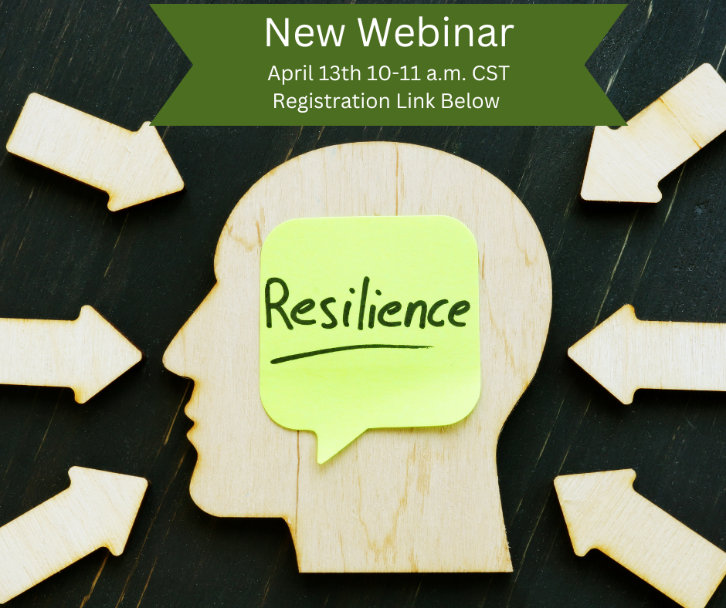 New Webinar
April 13th 10-11 a.m. CST
Registration Link Below
Resilience